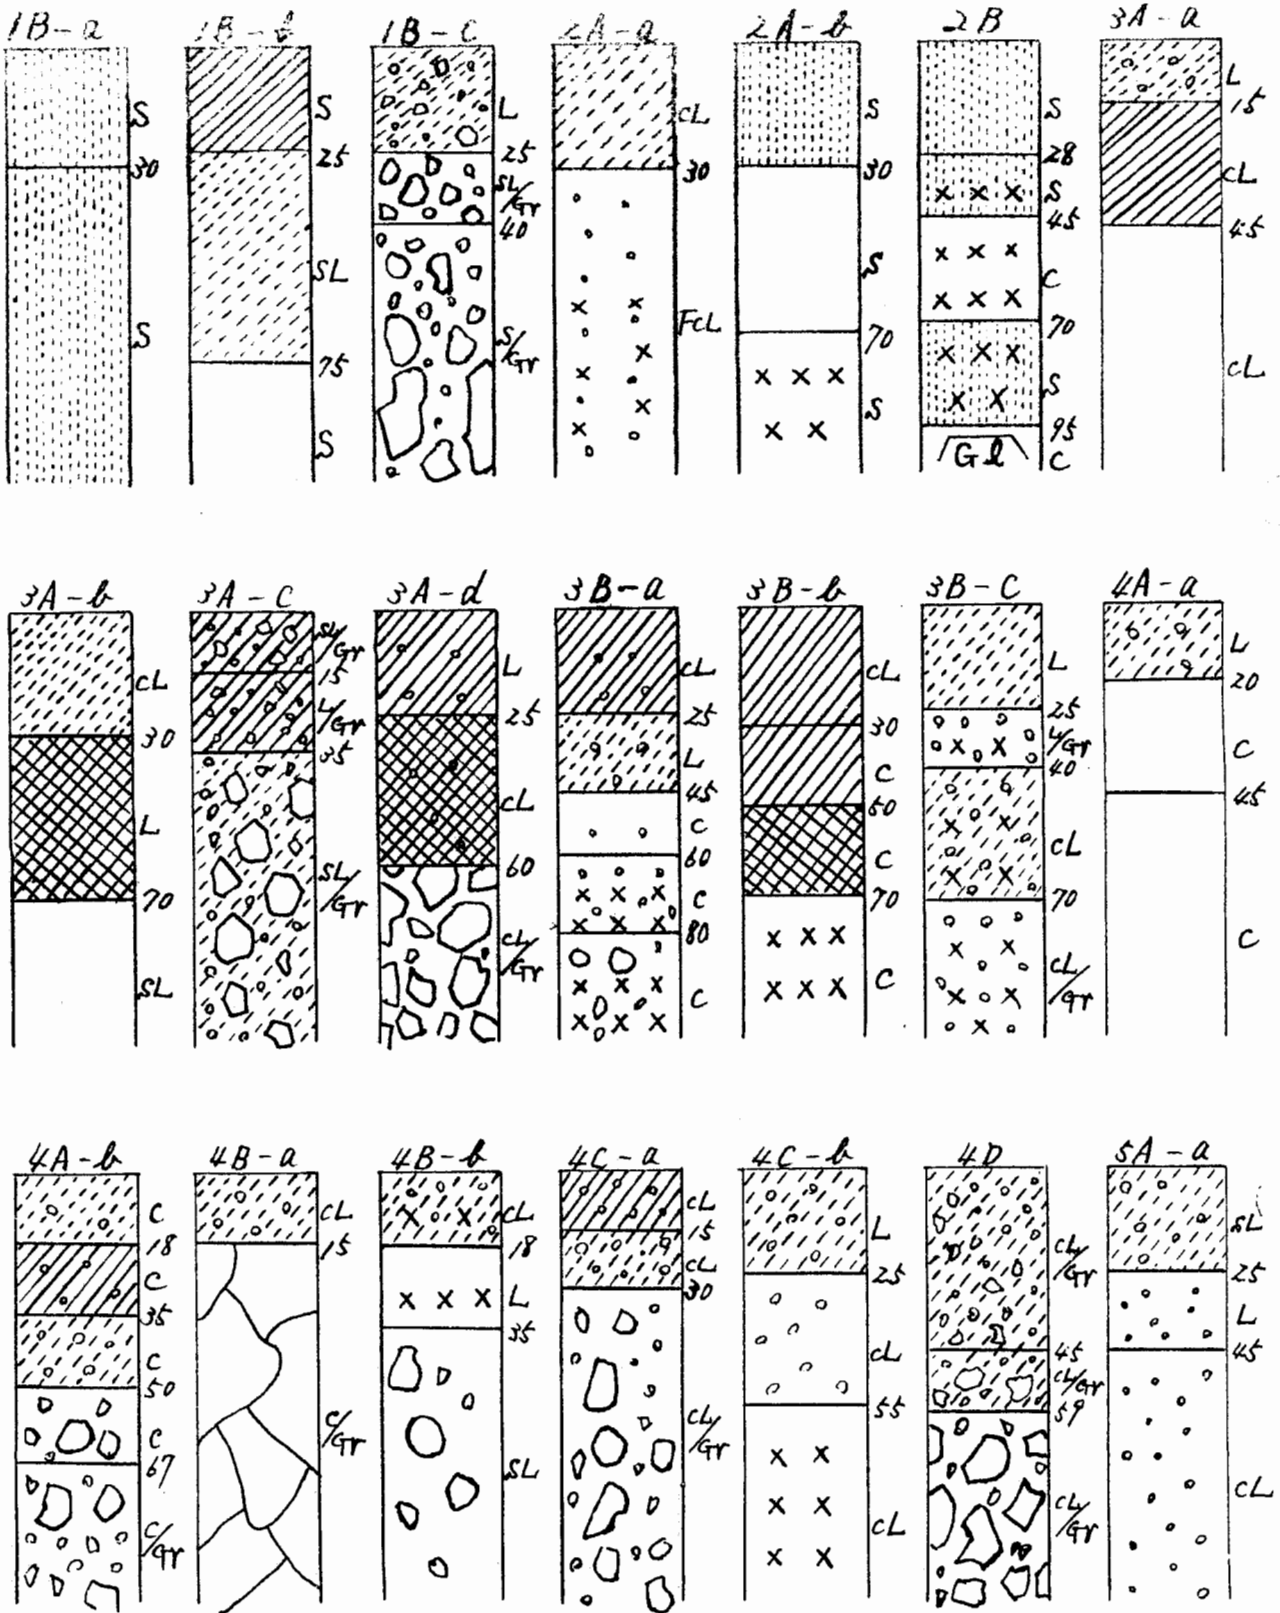 1B-a 1B-b 1B-c 2A-a 2A-b 2B 3A-a
S
30
S
S
25
SL
75
S
L
25
SL/Gr
40
S/Gr
CL
30
FCL
S
30
S
70
S
S
28
S
45
C
70
S
95
Gl
C
L
15
CL
45
CL
3A-b 3A-c 3A-d 3B-a 3B-b 3B-C 4A-a
CL
30
L
70
SL
SL/Gr
15
L/Gr
35
SL/Gr
L
25
CL
60
CL/Gr
CL
25
L
45
C
60
C
80
C
CL
30
C
60
C
70
C
L
25
L/Gr
40
CL
70
CL/Gr
L
20
C
45
C
4A-b 4B-a 4B-b 4C-a 4C-b 4D 5A-a
C
18
C
35
C
50
C
67
C/Gr
CL
15
C/Gr
CL
18
L
35
SL
CL
15
CL
30
CL/Gr
L
25
CL
55
CL
CL/Gr
45
CL/Gr
59
CL/Gr
SL
25
L
45
CL